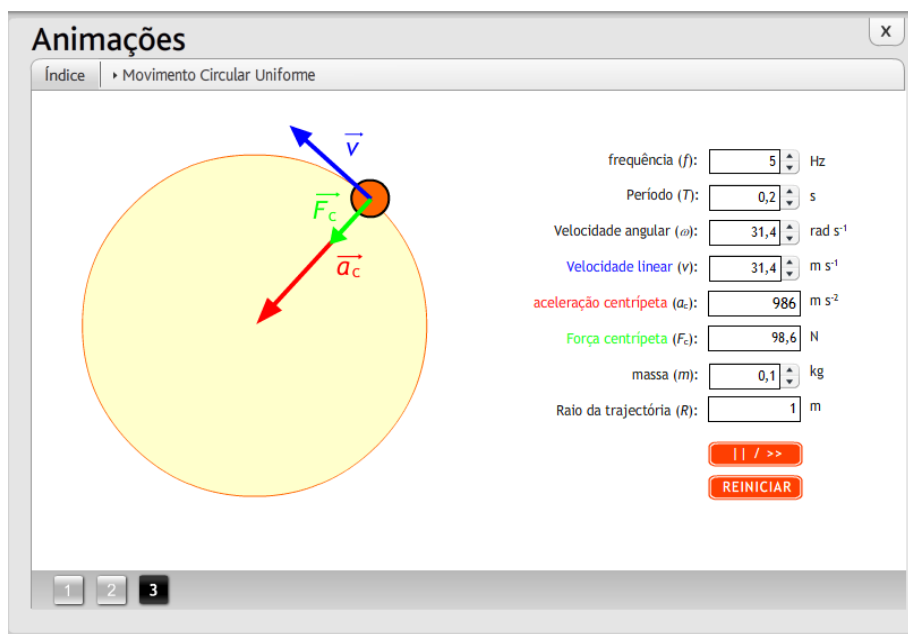 Animações
X
Índice ▸ Movimento Circular Uniforme
v
Fc
ac
frequência (f): 5 Hz
Período (T): 0,2 s
Velocidade angular (ω): 31,4 rad s⁻¹
Velocidade linear (v): 31,4 m s⁻¹
aceleração centrípeta (ac): 986 m s⁻²
Força centrípeta (Fc): 98,6 N
massa (m): 0,1 kg
Raio da trajectória (R): 1 m
|| / >>
REINICIAR
1 2 3